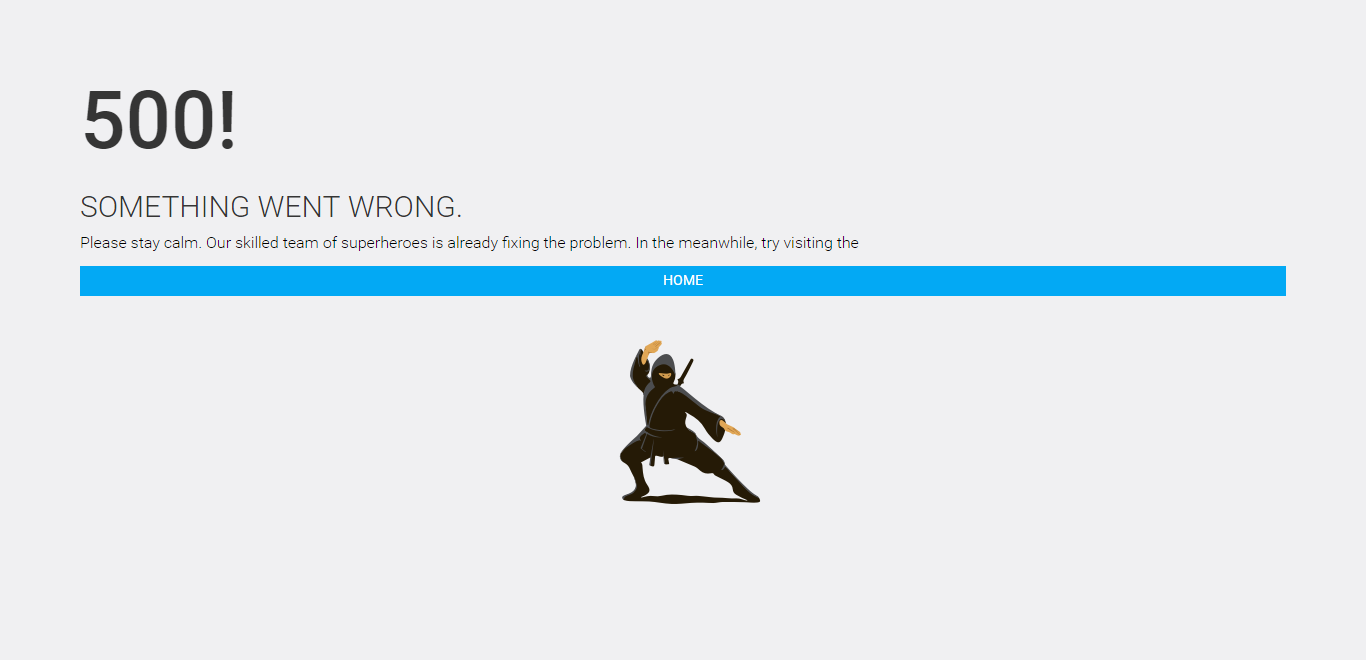 500!
SOMETHING WENT WRONG.
Please stay calm. Our skilled team of superheroes is already fixing the problem. In the meanwhile, try visiting the
HOME